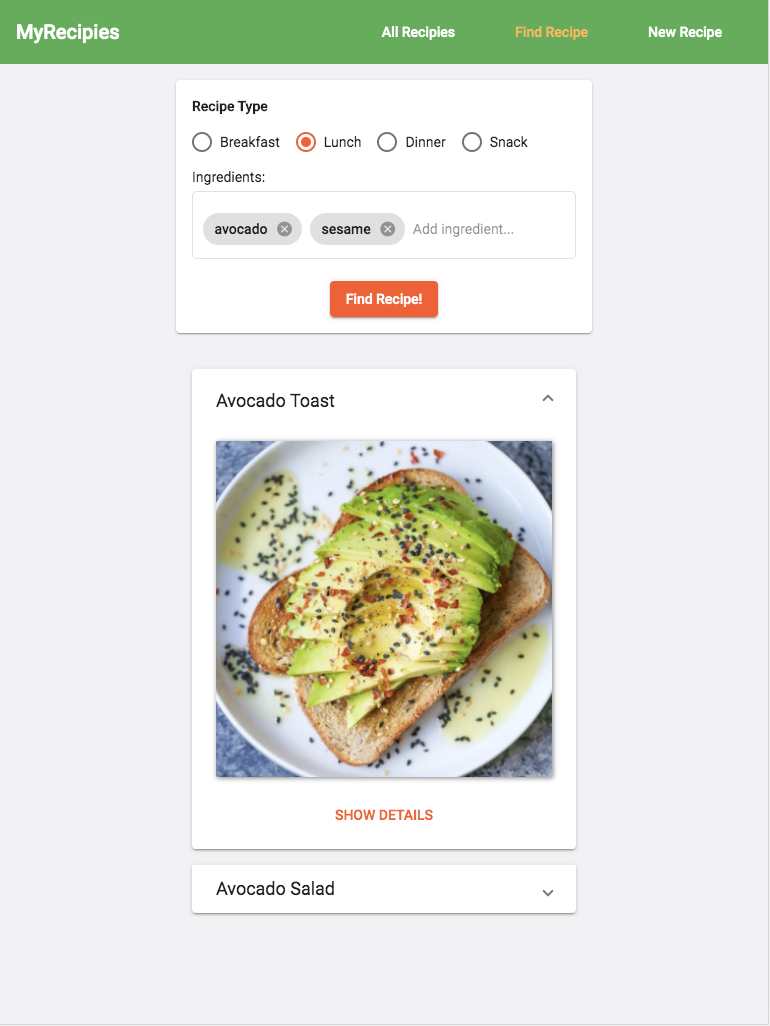 MyRecipies All Recipies Find Recipe New Recipe
Recipe Type
Breakfast Lunch Dinner Snack
Ingredients:
avocado sesame Add ingredient...
Find Recipe!
Avocado Toast
SHOW DETAILS
Avocado Salad